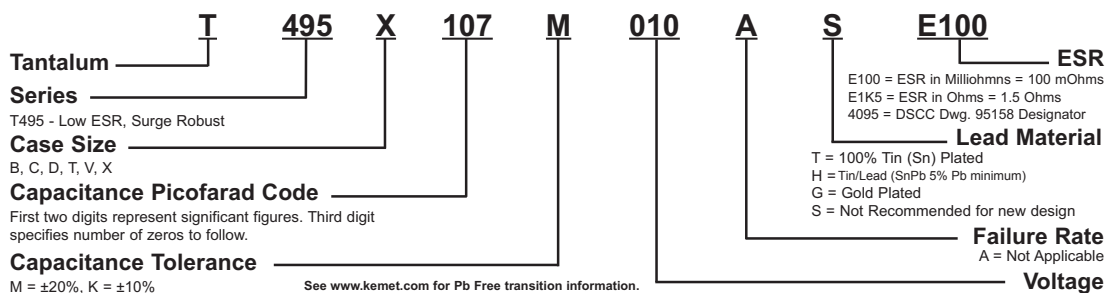 T 495 X 107 M 010 A S E100
Tantalum
Series
T495 - Low ESR, Surge Robust
Case Size
B, C, D, T, V, X
Capacitance Picofarad Code
First two digits represent significant figures. Third digit
specifies number of zeros to follow.
Capacitance Tolerance
M = ±20%, K = ±10%
See www.kemet.com for Pb Free transition information.
ESR
E100 = ESR in Milliohmns = 100 mOhms
E1K5 = ESR in Ohms = 1.5 Ohms
4095 = DSCC Dwg. 95158 Designator
Lead Material
T = 100% Tin (Sn) Plated
H = Tin/Lead (SnPb 5% Pb minimum)
G = Gold Plated
S = Not Recommended for new design
Failure Rate
A = Not Applicable
Voltage